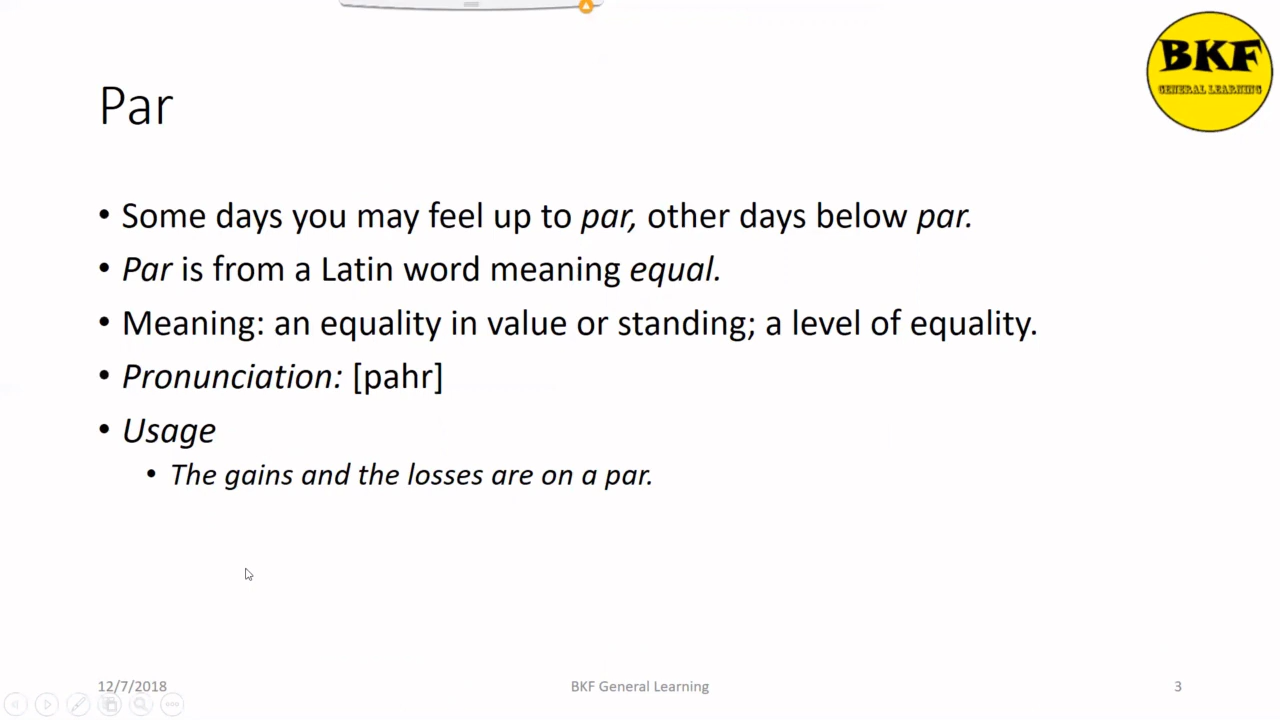 BKF
GENERAL LEARNING
Par
• Some days you may feel up to par, other days below par.
• Par is from a Latin word meaning equal.
• Meaning: an equality in value or standing; a level of equality.
• Pronunciation: [pahr]
• Usage
• The gains and the losses are on a par.
12/7/2018
BKF General Learning
3